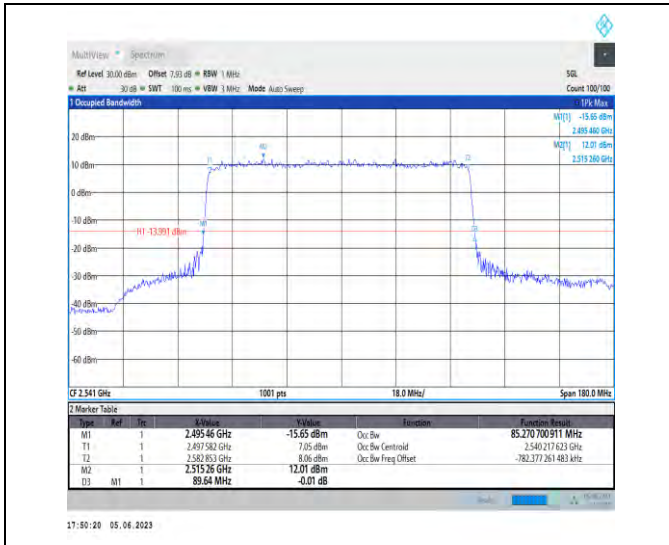 MultiView Spectrum
Ref Level 30.00 dBm Offset 7.93 dB RBW 1 MHz SGL
Att 30 dB SWT 100 ms VBW 3 MHz Mode Auto Sweep Count 100/100
1 Occupied Bandwidth 1Pk Max
M1[1] -15.65 dBm
2.495 460 GHz
M2[1] 12.01 dBm
2.515 260 GHz
20 dBm
10 dBm
0 dBm
-10 dBm
H1 -13.991 dBm
-20 dBm
-30 dBm
-40 dBm
-50 dBm
-60 dBm
T1
M2
T2
M1
D3
CF 2.541 GHz 1001 pts 18.0 MHz/ Span 180.0 MHz
2 Marker Table
Type Ref Trc X-Value Y-Value Function Function Result
M1 1 2.495 46 GHz -15.65 dBm Occ Bw 85.270 700 911 MHz
T1 1 2.497 582 GHz 7.05 dBm Occ Bw Centroid 2.540 217 623 GHz
T2 1 2.582 853 GHz 8.06 dBm Occ Bw Freq Offset -782.377 261 483 kHz
M2 1 2.515 26 GHz 12.01 dBm
D3 M1 1 89.64 MHz -0.01 dB
17:50:20 05.06.2023